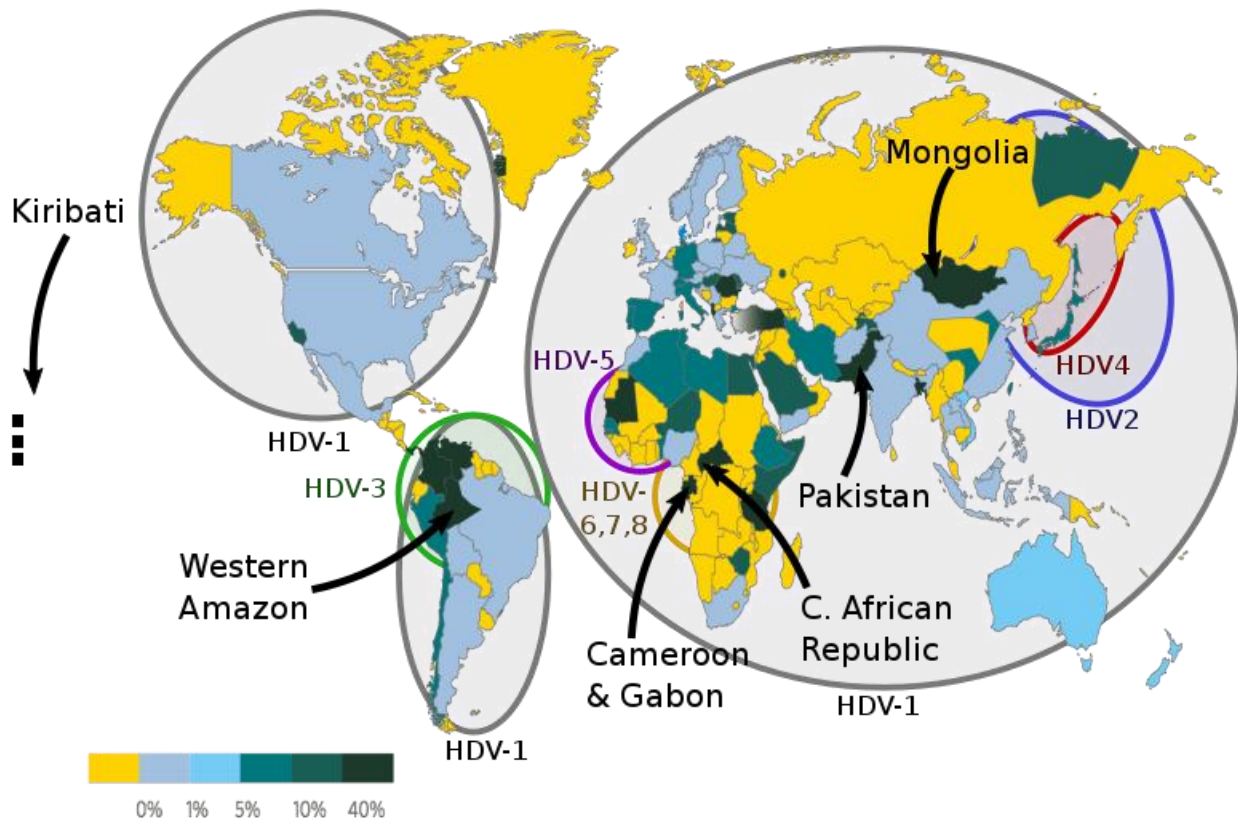 Mongolia
Kiribati
HDV-5
HDV4
HDV2
HDV-1
HDV-3
HDV-
6,7,8
Pakistan
Western
Amazon
C. African
Republic
Cameroon
& Gabon
HDV-1
HDV-1
0% 1% 5% 10% 40%